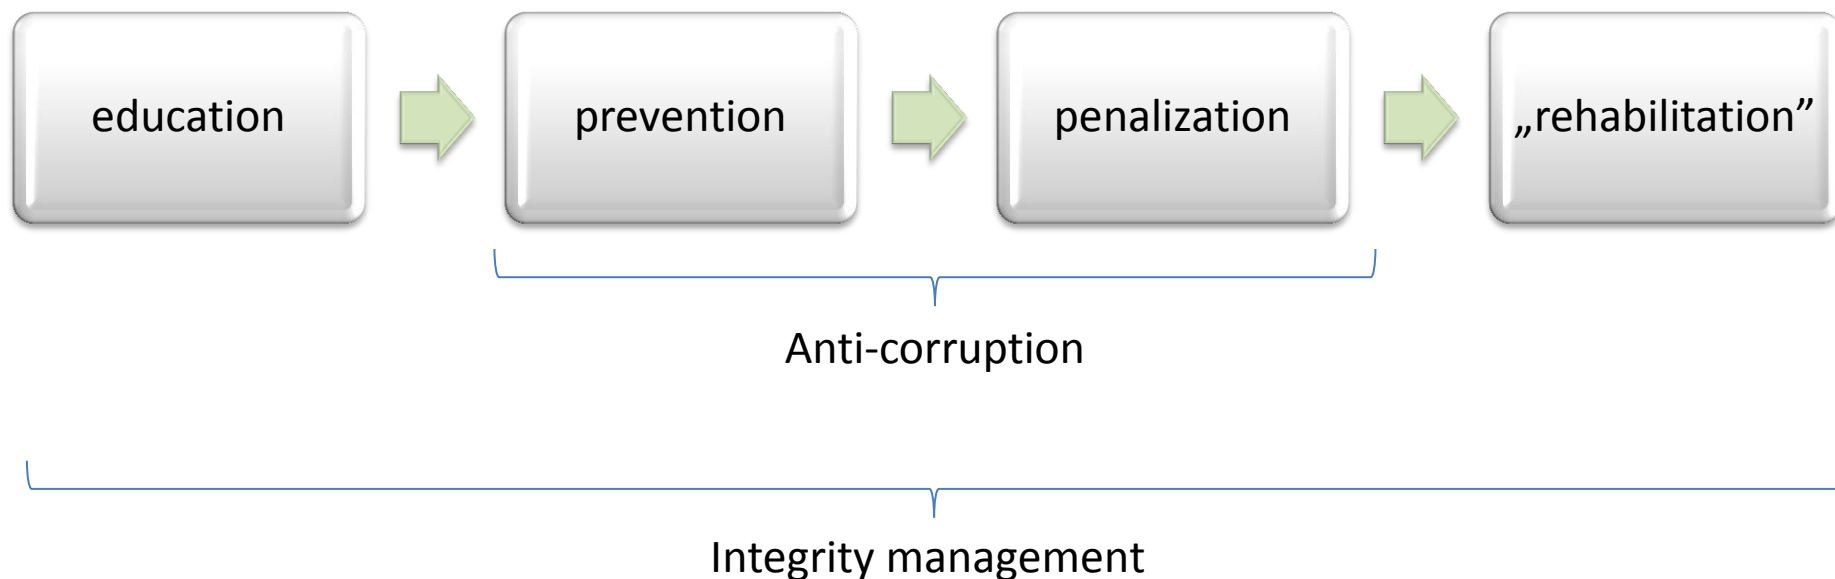 education
prevention
penalization
„rehabilitation”
Anti-corruption
Integrity management